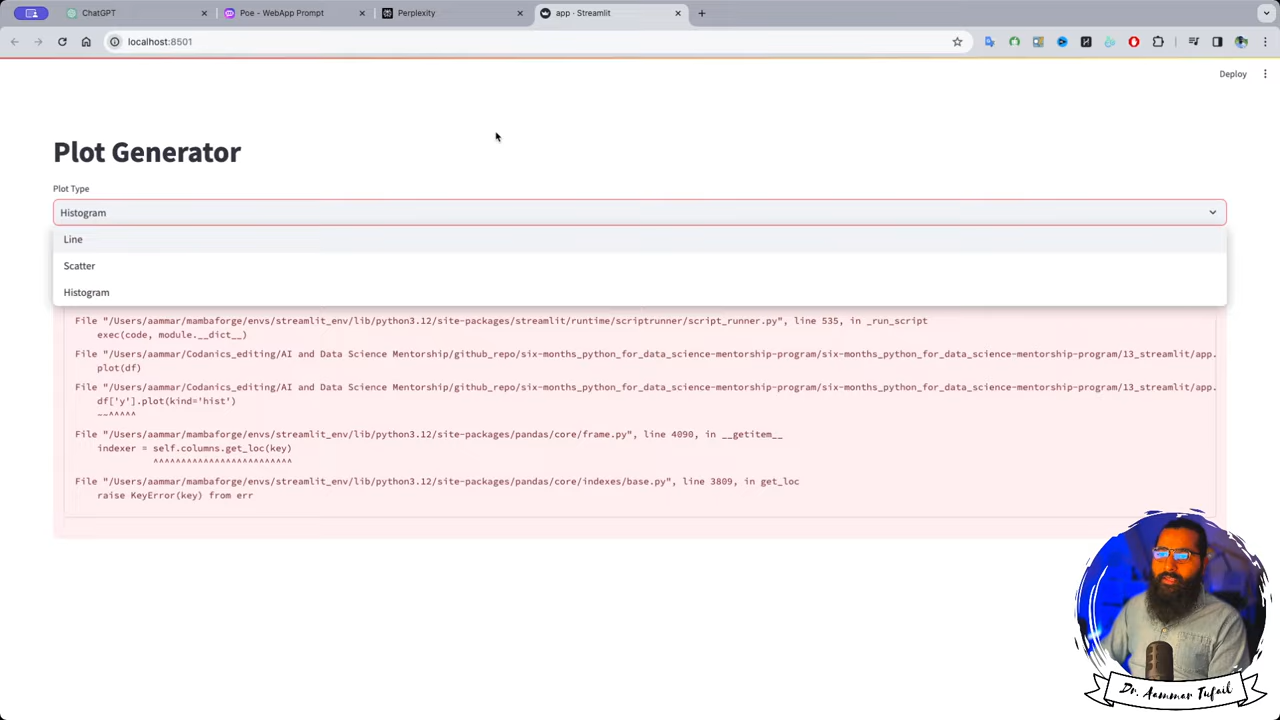 ChatGPT
Poe - WebApp Prompt
Perplexity
app · Streamlit
localhost:8501
Deploy
Plot Generator
Plot Type
Histogram
Line
Scatter
Histogram
File "/Users/aammar/mambaforge/envs/streamlit_env/lib/python3.12/site-packages/streamlit/runtime/scriptrunner/script_runner.py", line 535, in _run_script
exec(code, module.__dict__)
File "/Users/aammar/Codanics_editing/AI and Data Science Mentorship/github_repo/six-months_python_for_data_science-mentorship-program/six-months_python_for_data_science-mentorship-program/13_streamlit/app.
plot(df)
File "/Users/aammar/Codanics_editing/AI and Data Science Mentorship/github_repo/six-months_python_for_data_science-mentorship-program/six-months_python_for_data_science-mentorship-program/13_streamlit/app.
df['y'].plot(kind='hist')
~~^^^^^
File "/Users/aammar/mambaforge/envs/streamlit_env/lib/python3.12/site-packages/pandas/core/frame.py", line 4090, in __getitem__
indexer = self.columns.get_loc(key)
^^^^^^^^^^^^^^^^^^^^^^^^^
File "/Users/aammar/mambaforge/envs/streamlit_env/lib/python3.12/site-packages/pandas/core/indexes/base.py", line 3809, in get_loc
raise KeyError(key) from err
Dr. Aammar Tufail